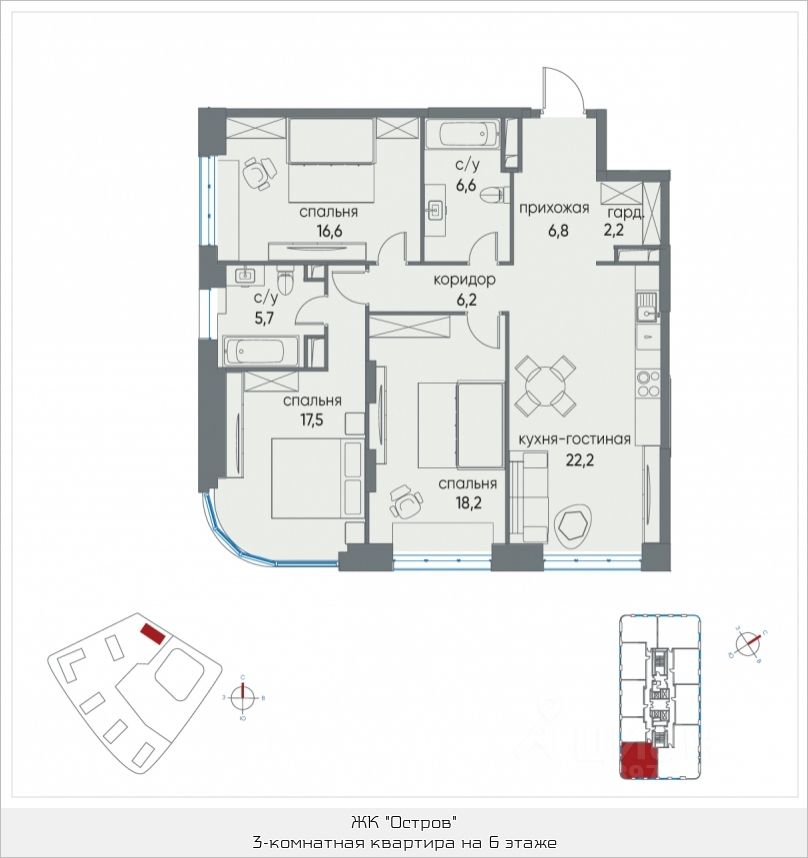 спальня
16,6
с/у
6,6
прихожая
6,8
гард.
2,2
коридор
6,2
с/у
5,7
спальня
17,5
кухня-гостиная
22,2
спальня
18,2
С
З
В
Ю
З
С
Ю
В
ЖК "Остров"
3-комнатная квартира на 6 этаже